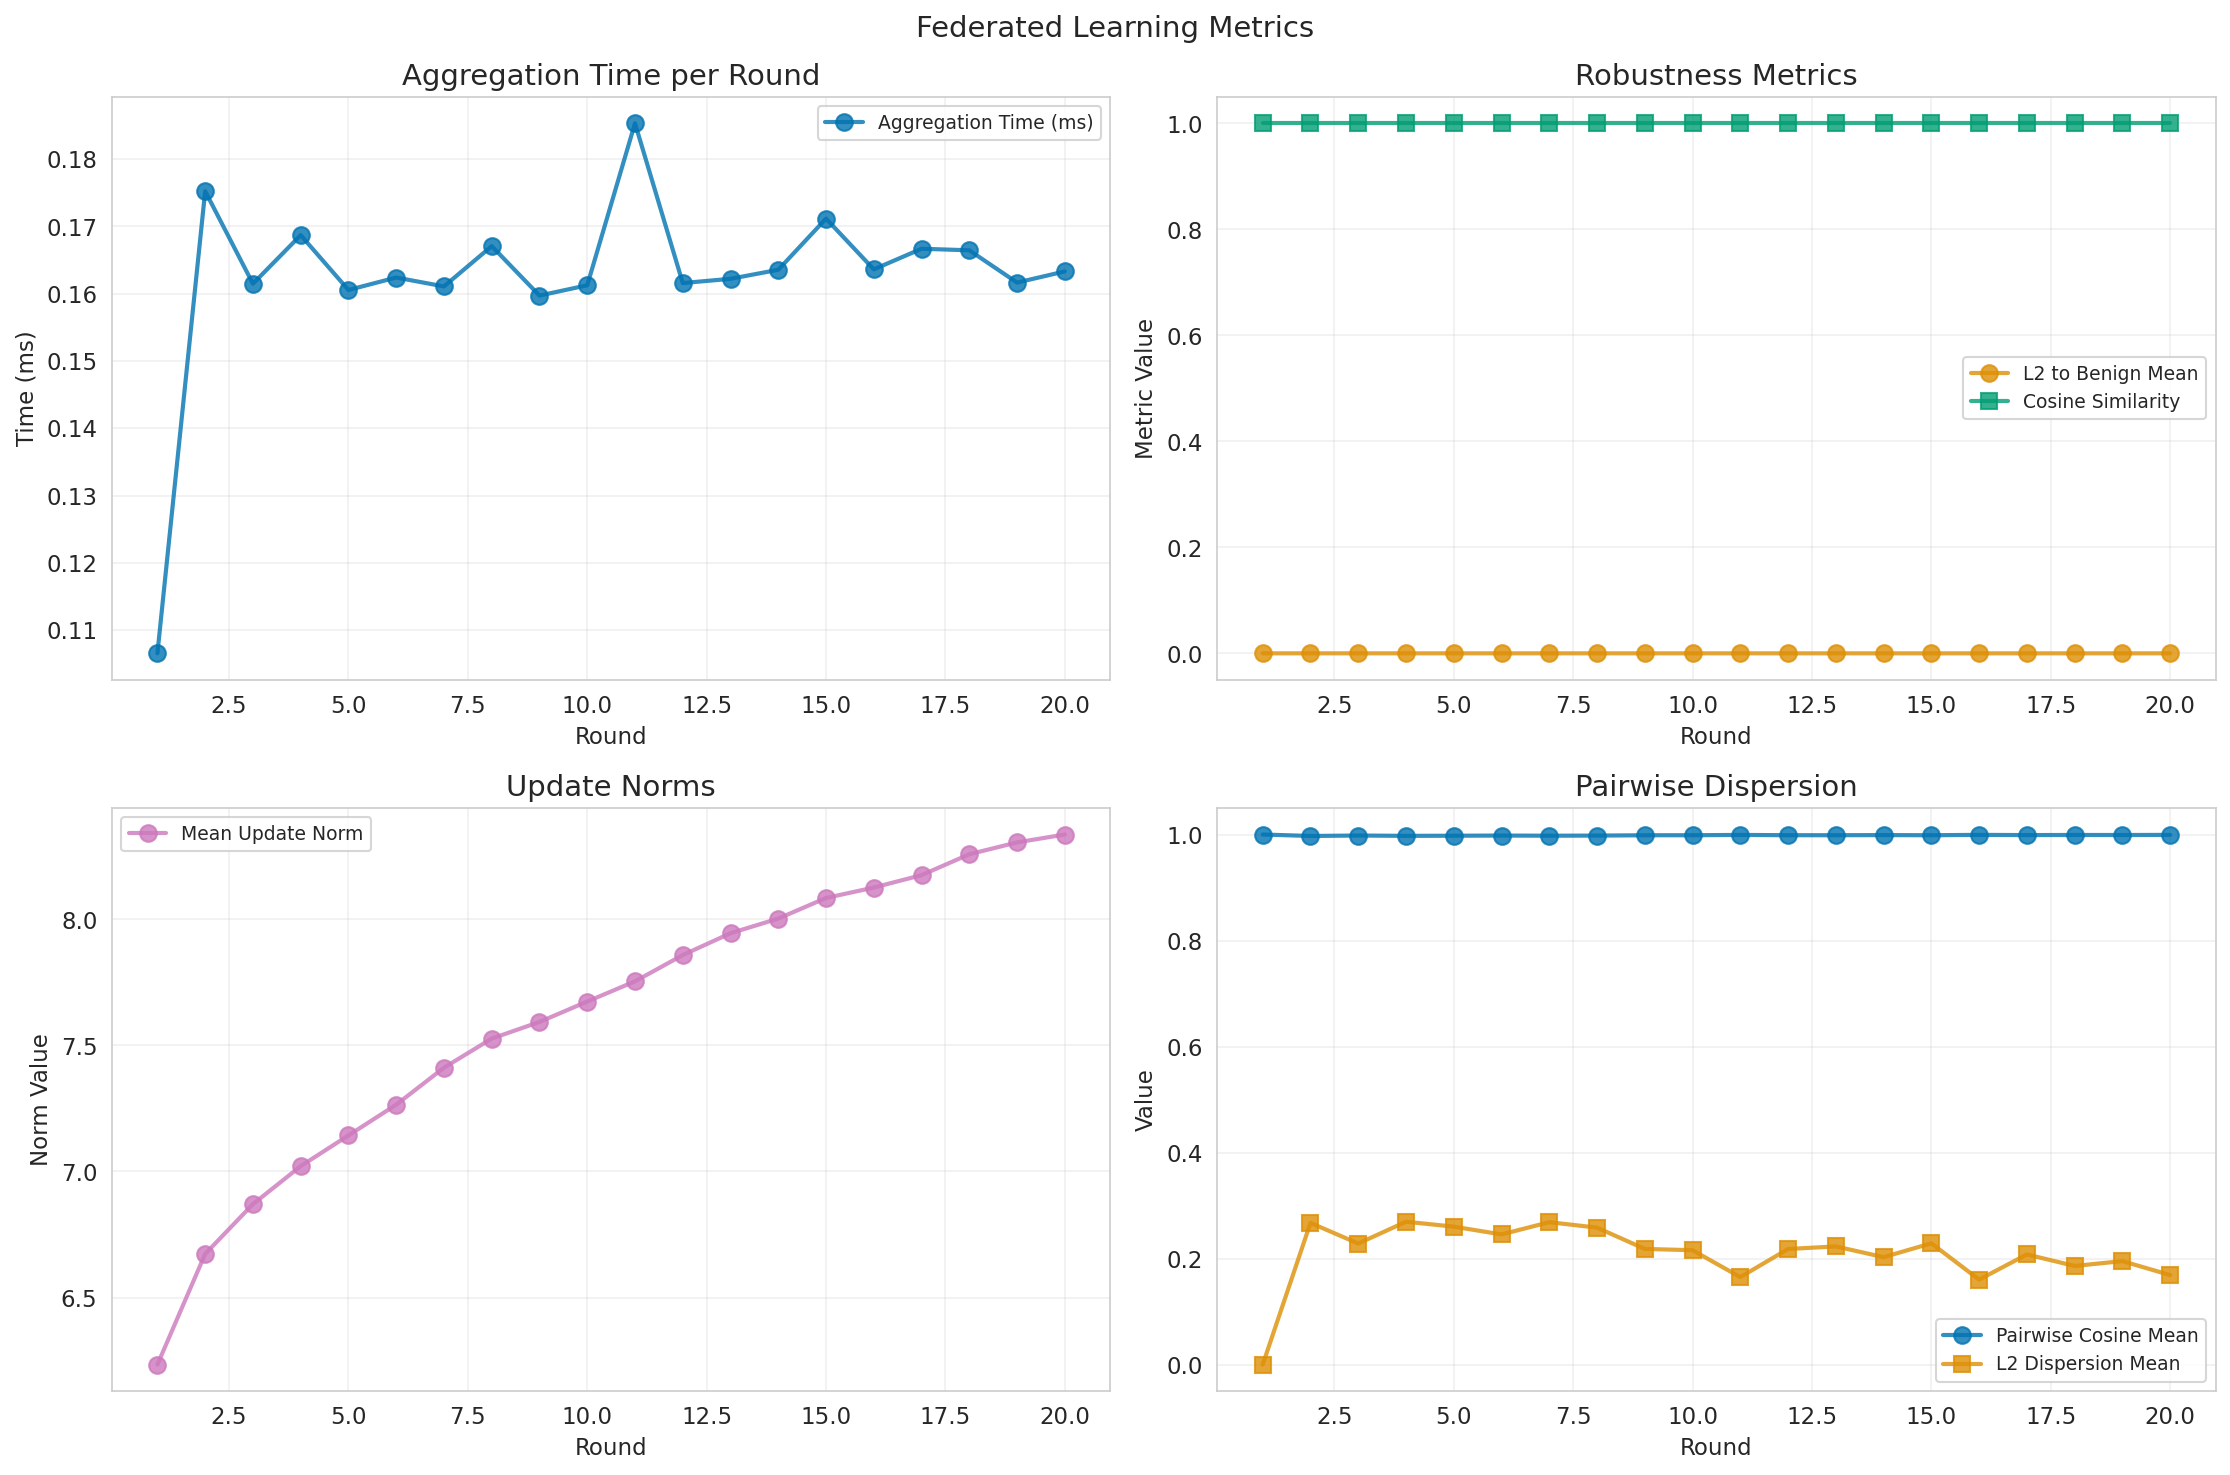 Federated Learning Metrics
Aggregation Time per Round
Aggregation Time (ms)
Time (ms)
0.18
0.17
0.16
0.15
0.14
0.13
0.12
0.11
2.5 5.0 7.5 10.0 12.5 15.0 17.5 20.0
Round
Robustness Metrics
L2 to Benign Mean
Cosine Similarity
Metric Value
1.0
0.8
0.6
0.4
0.2
0.0
2.5 5.0 7.5 10.0 12.5 15.0 17.5 20.0
Round
Update Norms
Mean Update Norm
Norm Value
8.0
7.5
7.0
6.5
2.5 5.0 7.5 10.0 12.5 15.0 17.5 20.0
Round
Pairwise Dispersion
Value
1.0
0.8
0.6
0.4
0.2
0.0
Pairwise Cosine Mean
L2 Dispersion Mean
2.5 5.0 7.5 10.0 12.5 15.0 17.5 20.0
Round